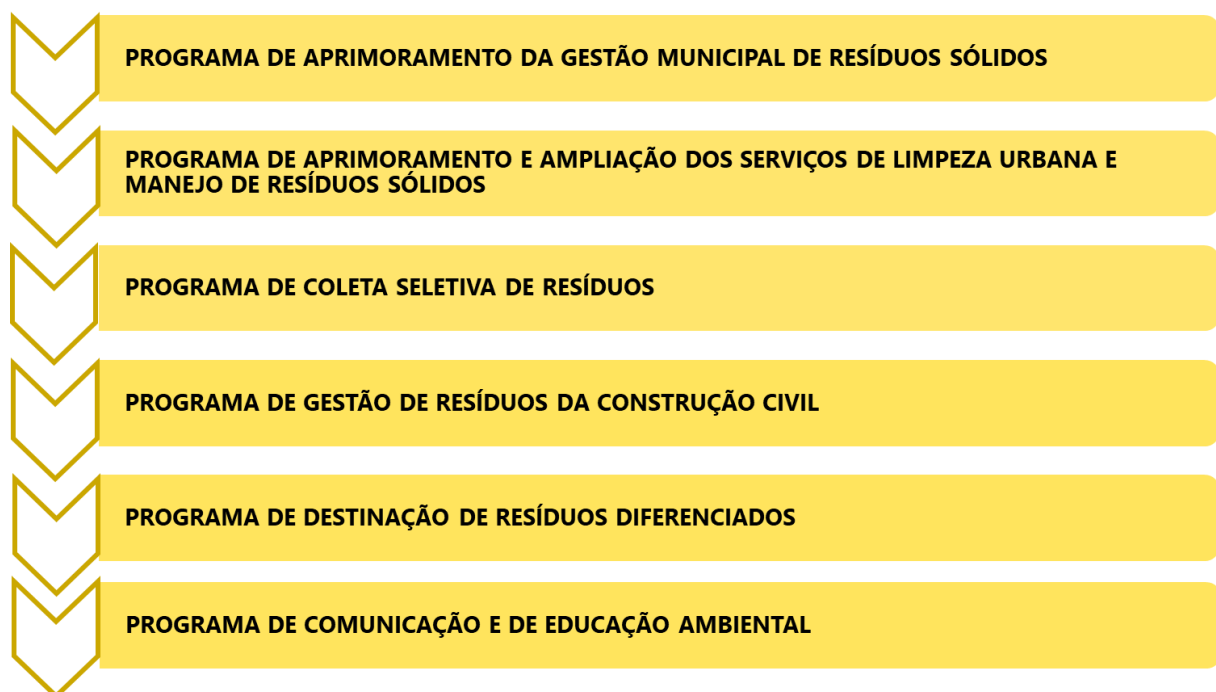 PROGRAMA DE APRIMORAMENTO DA GESTÃO MUNICIPAL DE RESÍDUOS SÓLIDOS
PROGRAMA DE APRIMORAMENTO E AMPLIAÇÃO DOS SERVIÇOS DE LIMPEZA URBANA E
MANEJO DE RESÍDUOS SÓLIDOS
PROGRAMA DE COLETA SELETIVA DE RESÍDUOS
PROGRAMA DE GESTÃO DE RESÍDUOS DA CONSTRUÇÃO CIVIL
PROGRAMA DE DESTINAÇÃO DE RESÍDUOS DIFERENCIADOS
PROGRAMA DE COMUNICAÇÃO E DE EDUCAÇÃO AMBIENTAL